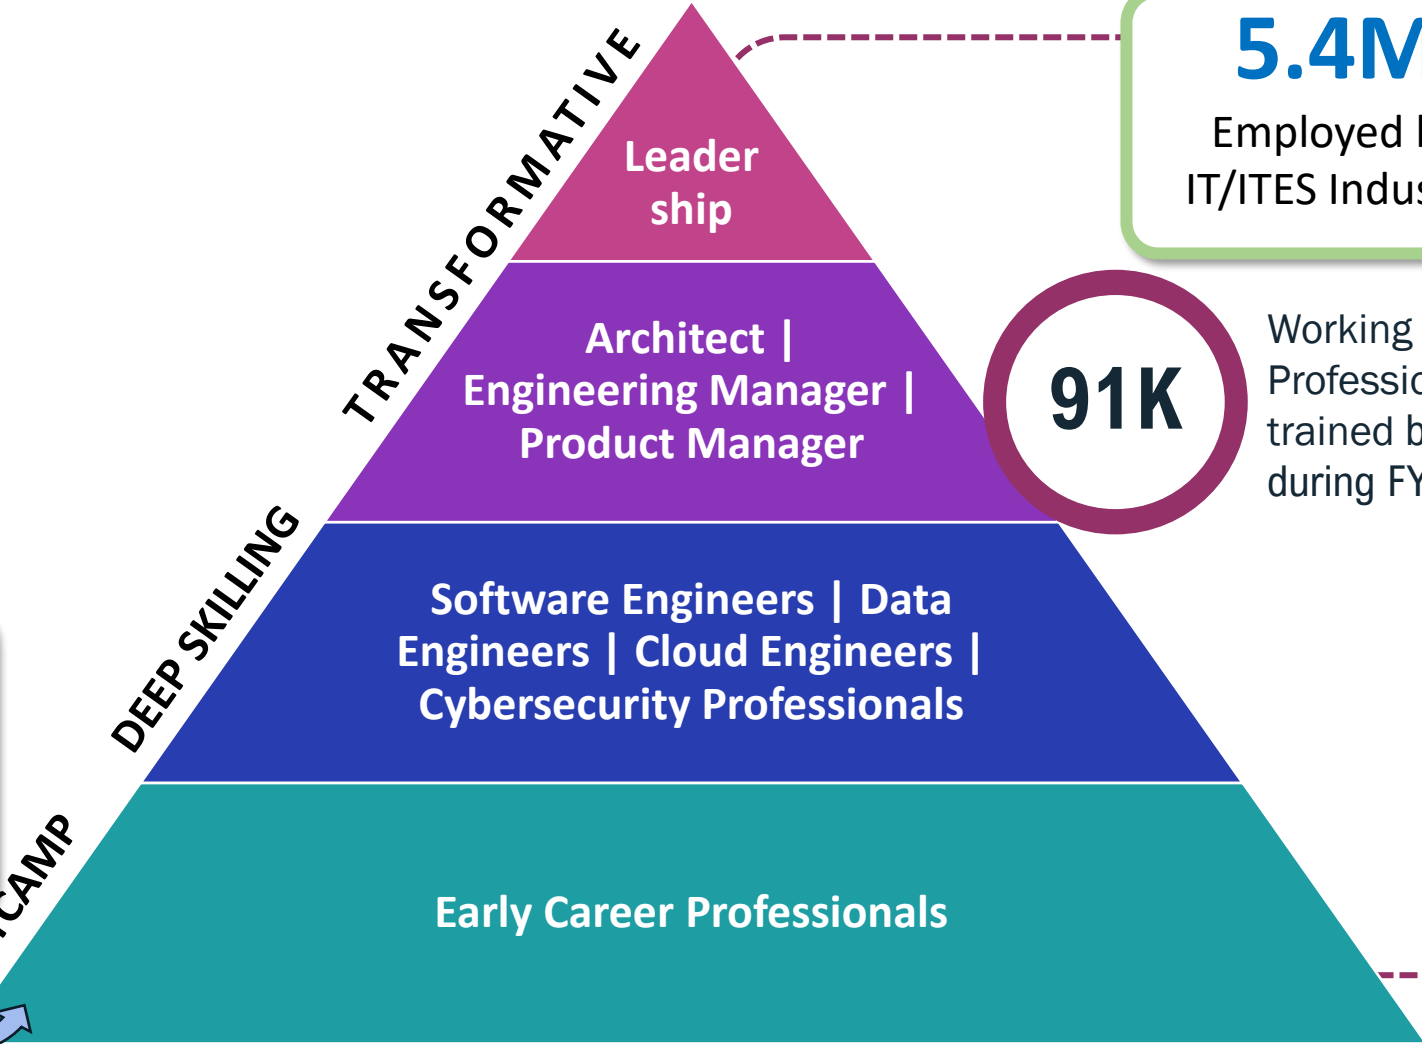 TRANSFORMATIVE
DEEP SKILLING
Leader
ship
Architect |
Engineering Manager |
Product Manager
Software Engineers | Data
Engineers | Cloud Engineers |
Cybersecurity Professionals
Early Career Professionals
5.4M
Employed
IT/ITES
91K
Working
trained
during